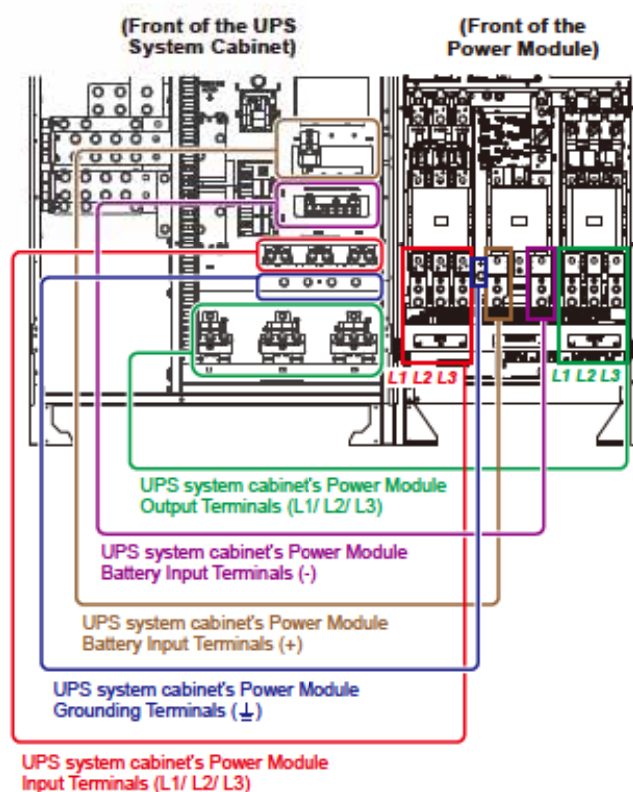 (Front of the UPS
System Cabinet)
(Front of the
Power Module)
L1 L2 L3
L1 L2 L3
UPS system cabinet's Power Module
Output Terminals (L1/ L2/ L3)
UPS system cabinet's Power Module
Battery Input Terminals (-)
UPS system cabinet's Power Module
Battery Input Terminals (+)
UPS system cabinet's Power Module
Grounding Terminals (⏚)
UPS system cabinet's Power Module
Input Terminals (L1/ L2/ L3)